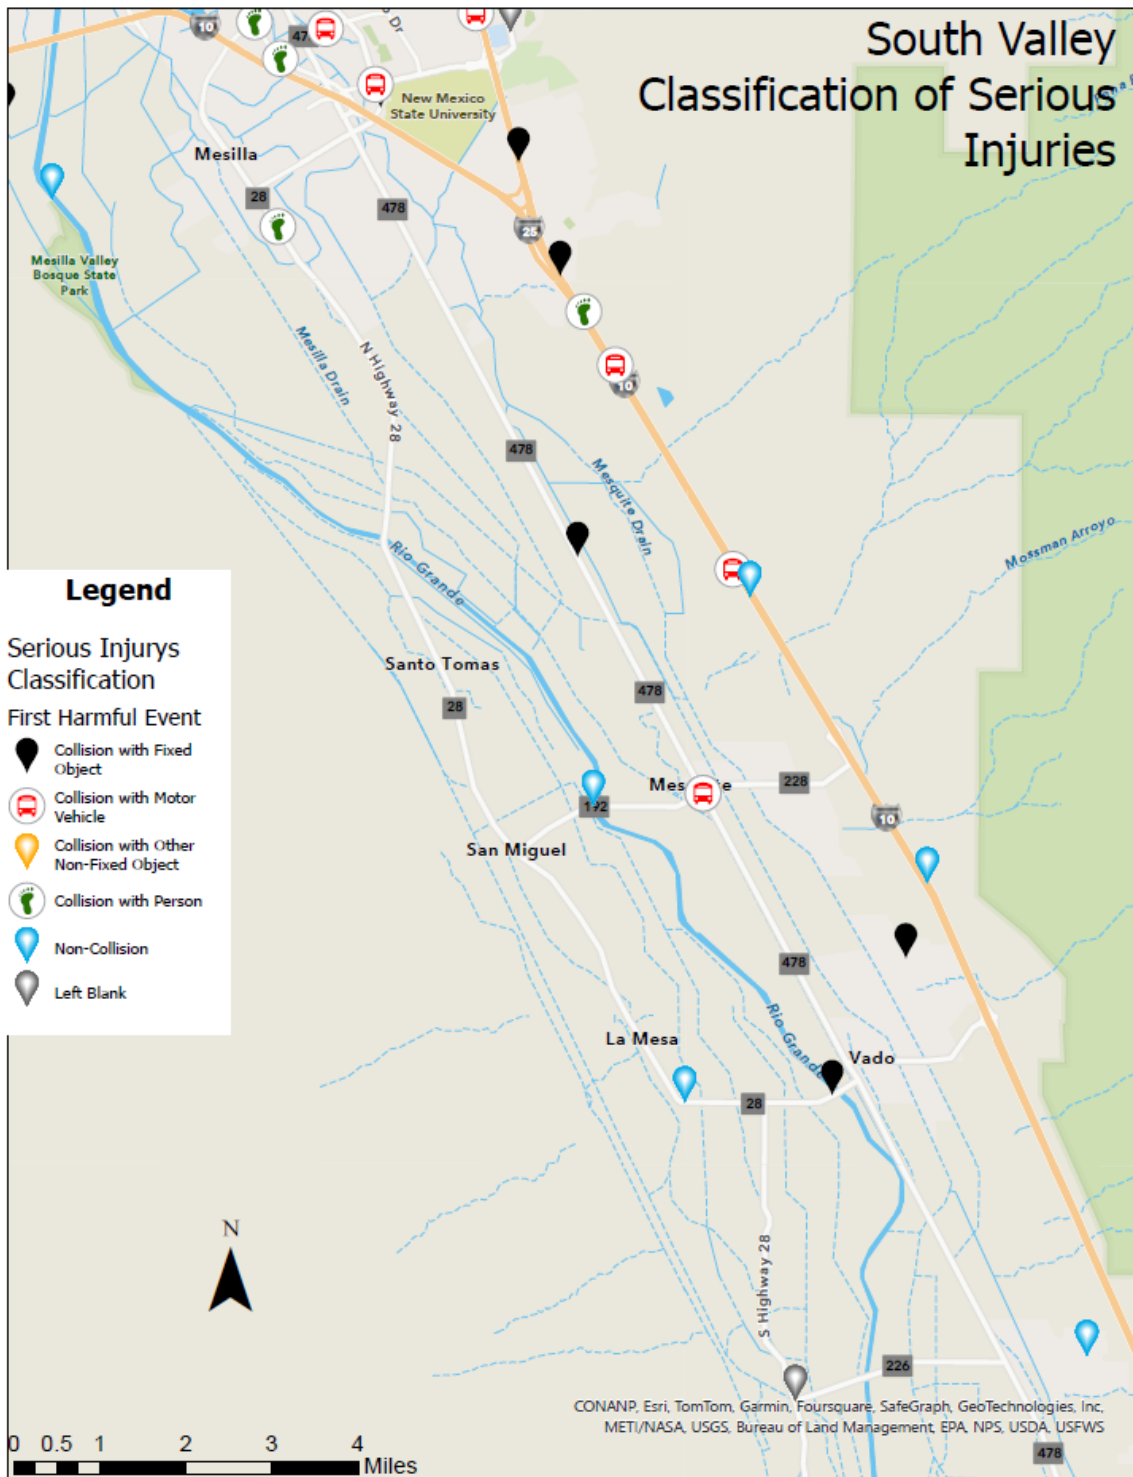 South Valley
Classification of Serious
Injuries
10
47
Dr
New Mexico
State University
Mesilla
28
478
25
Mesilla Valley
Bosque State
Park
Mesilla Drain
N Highway 28
10
478
Mesquite Drain
Mossman Arroyo
Rio Grande
Legend
Serious Injurys
Classification
First Harmful Event
Collision with Fixed
Object
Collision with Motor
Vehicle
Collision with Other
Non-Fixed Object
Collision with Person
Non-Collision
Left Blank
Santo Tomas
28
478
Mes e
228
192
10
San Miguel
478
Rio Grande
La Mesa
Vado
28
N
S Highway 28
226
CONANP, Esri, TomTom, Garmin, Foursquare, SafeGraph, GeoTechnologies, Inc,
METI/NASA, USGS, Bureau of Land Management, EPA, NPS, USDA, USFWS
478
0 0.5 1 2 3 4
Miles